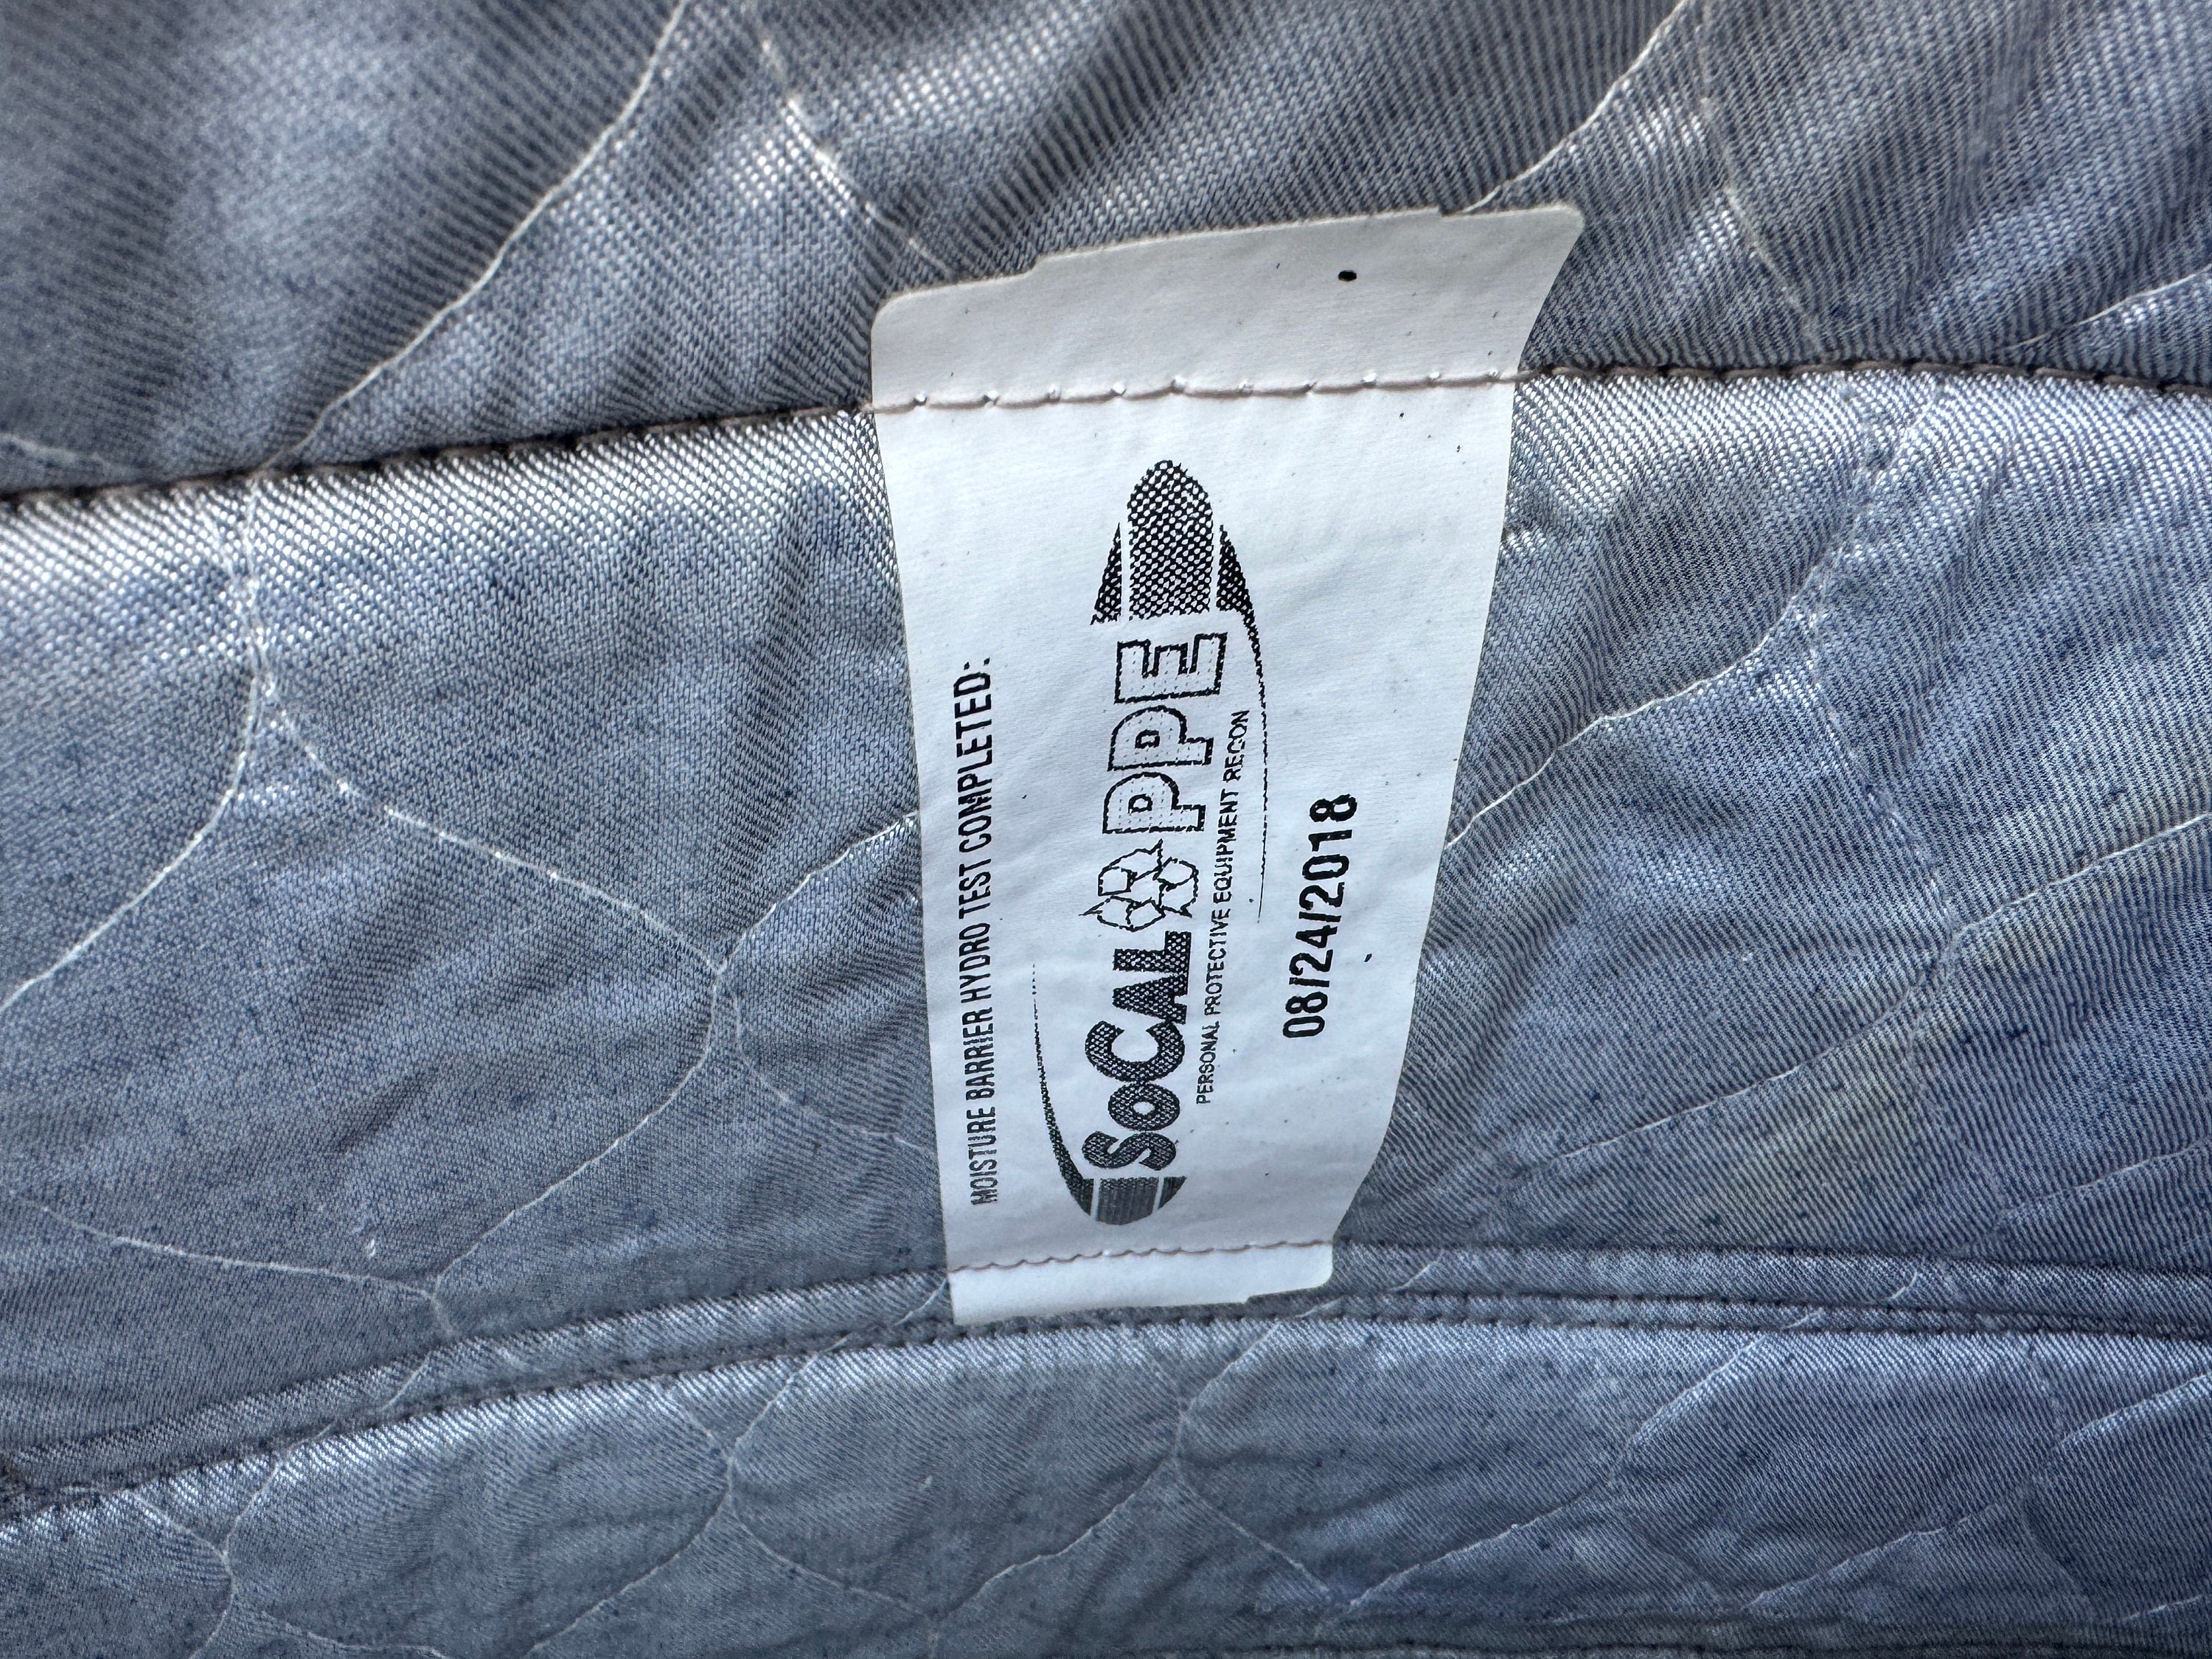 MOISTURE BARRIER HYDRO TEST COMPLETED:
SOCAL PPE
PERSONAL PROTECTIVE EQUIPMENT RECON
08/24/2018